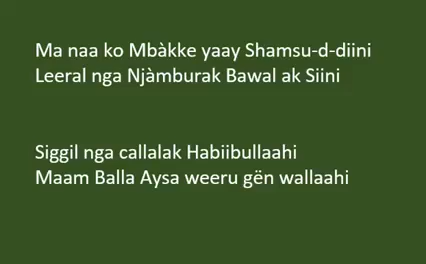 Ma naa ko Mbàkke yaay Shamsu-d-diini
Leeral nga Njàmburak Bawal ak Siini
Siggil nga callalak Habiibullaahi
Maam Balla Aysa weeru gën wallaahi